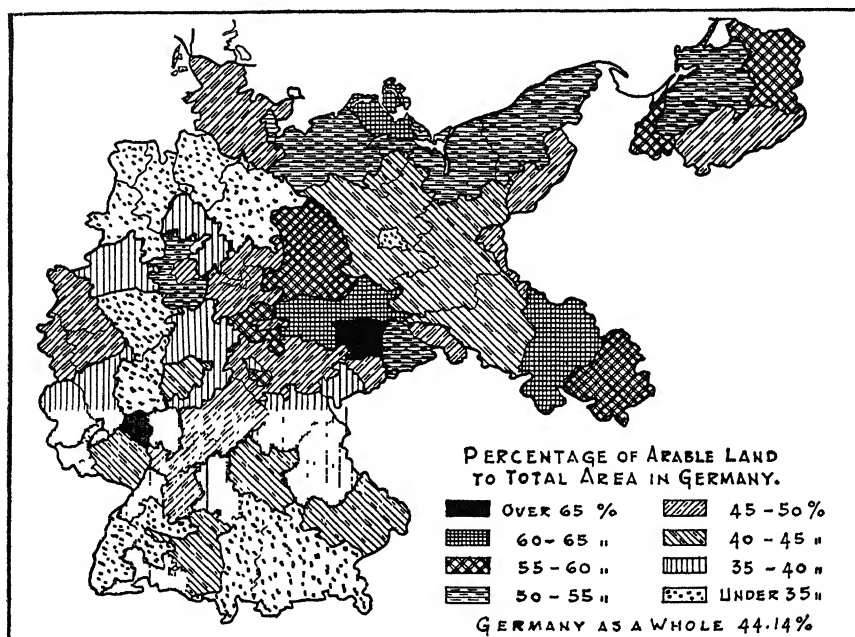 PERCENTAGE OF ARABLE LAND
TO TOTAL AREA IN GERMANY.
OVER 65 %
60-65 "
55-60 "
50-55 "
45-50%
40-45 "
35-40 "
UNDER 35 "
GERMANY AS A WHOLE 44·14%